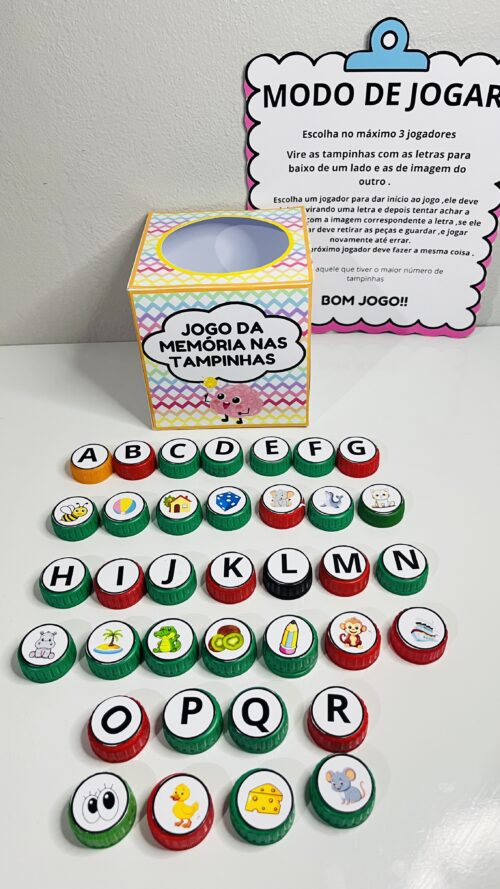 MODO DE JOGAR
Escolha no máximo 3 jogadores
Vire as tampinhas com as letras para
baixo de um lado e as de imagem do
outro .
Escolha um jogador para dar início ao jogo ,ele deve
virando uma letra e depois tentar achar a
com a imagem correspondente a letra ,se ele
deve retirar as peças e guardar ,e jogar
novamente até errar.
próximo jogador deve fazer a mesma coisa .
aquele que tiver o maior número de
tampinhas
BOM JOGO!!
JOGO DA
MEMÓRIA NAS
TAMPINHAS
A B C D E F G
H I J K L M N
O P Q R